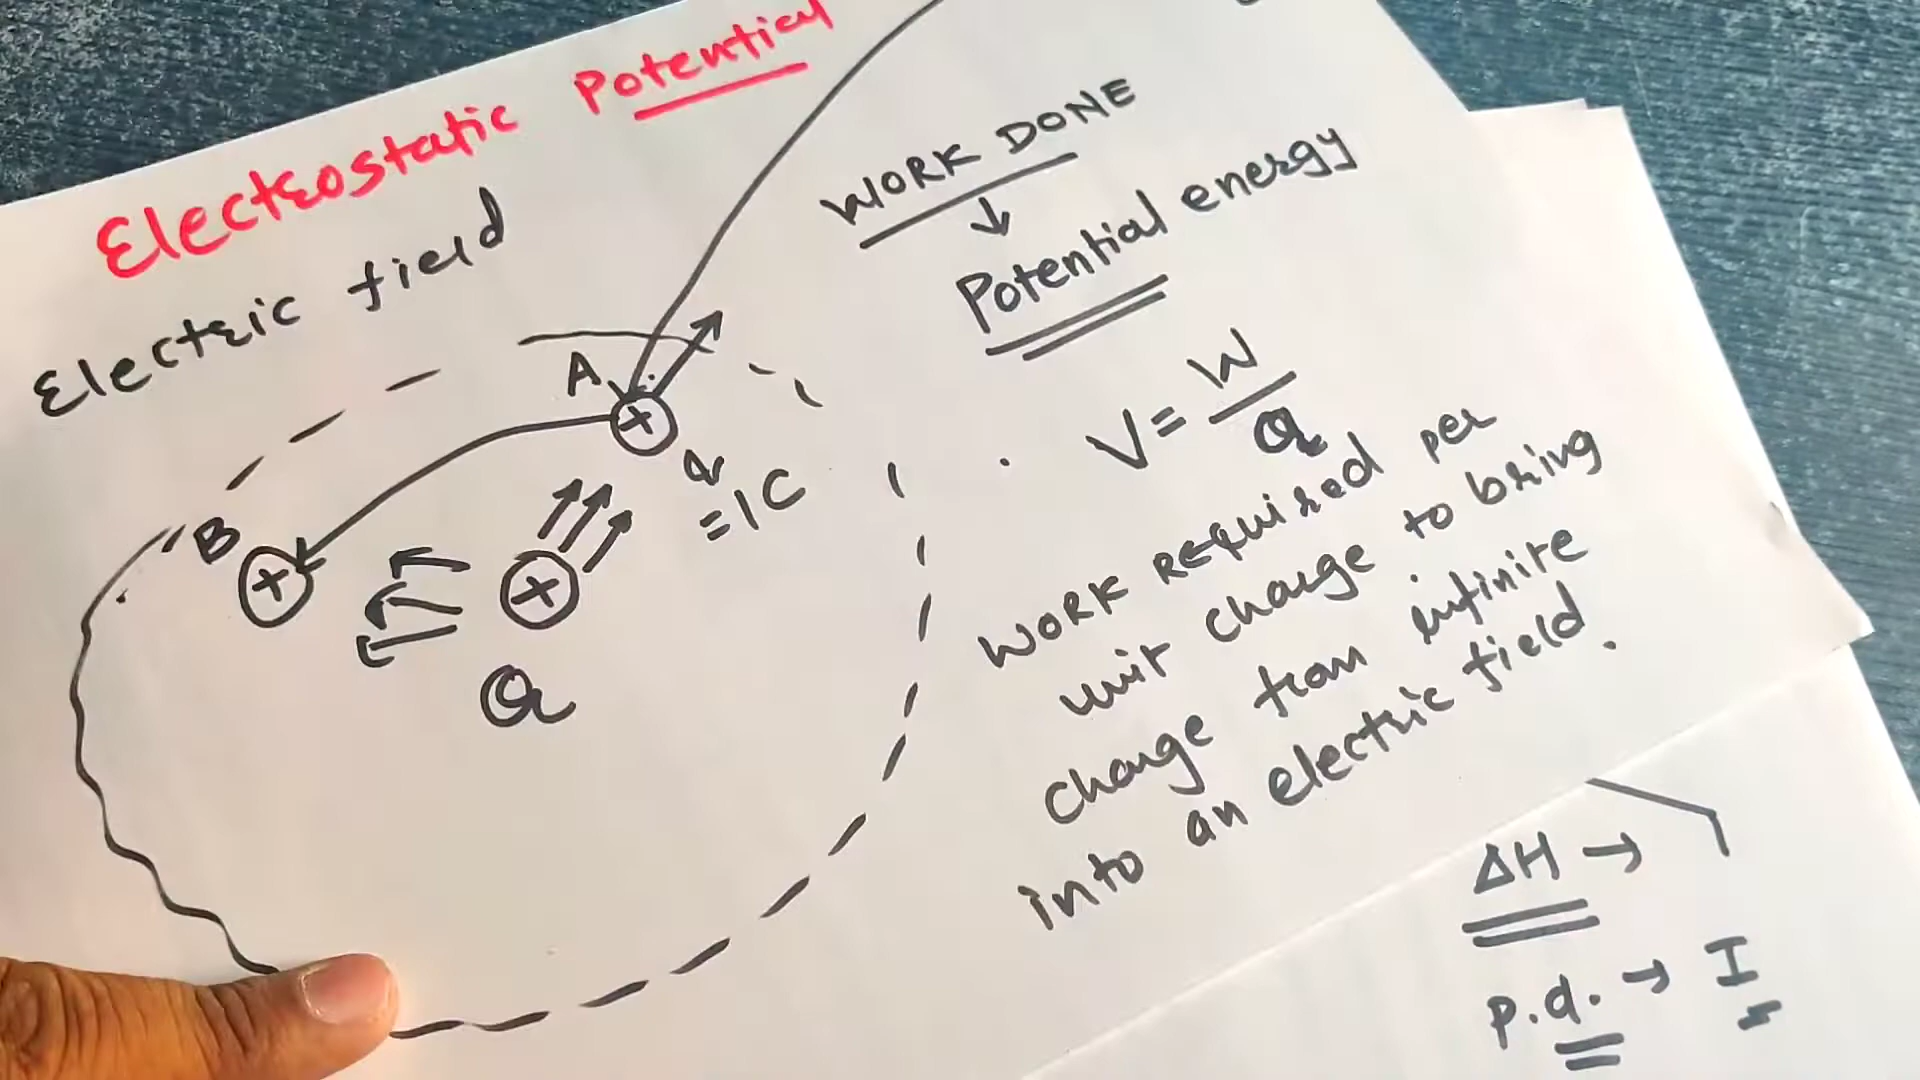 Electrostatic Potential
Electric field
WORK DONE
↓
Potential energy
A
+
q
=1C
B
+
+
Q
V=W/Q
Work required per
unit charge to bring
charge from infinite
into an electric field.
ΔH →
p.d. → I